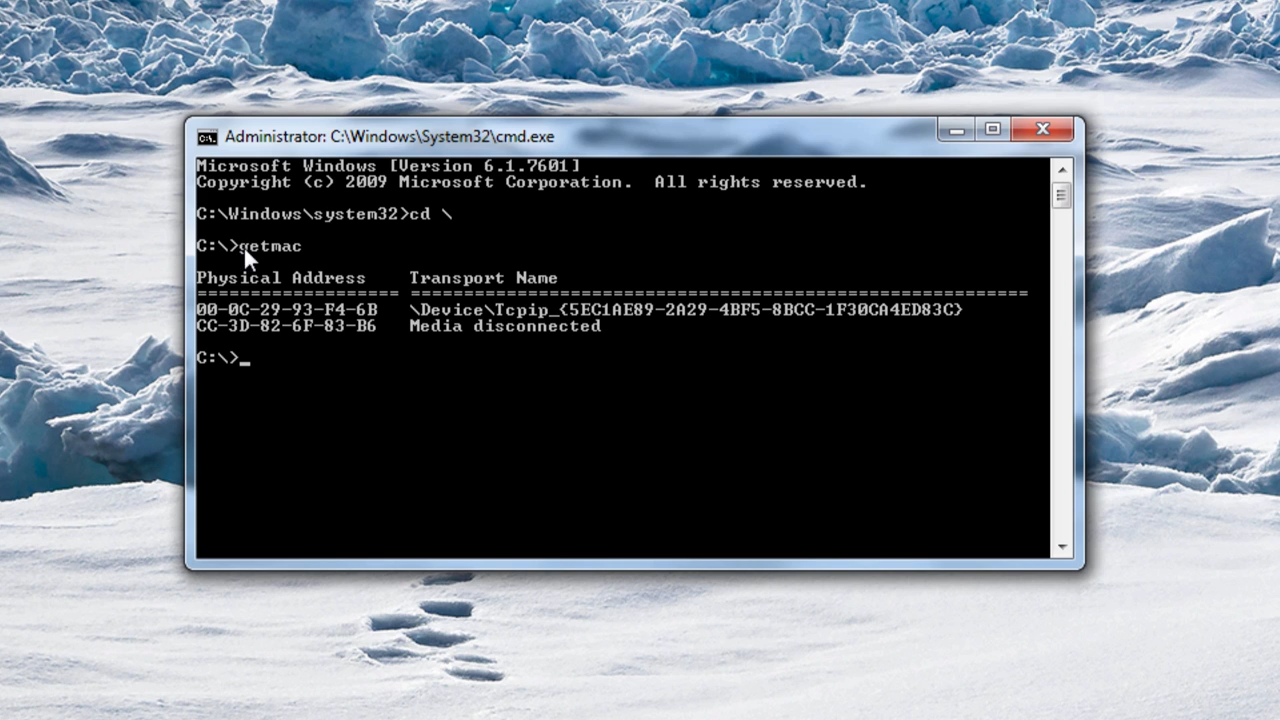 Administrator: C:\Windows\System32\cmd.exe
Microsoft Windows [Version 6.1.7601]
Copyright (c) 2009 Microsoft Corporation.  All rights reserved.
C:\Windows\system32>cd \
C:\>getmac
Physical Address    Transport Name
=================== ==========================================================
00-0C-29-93-F4-6B   \Device\Tcpip_{5EC1AE89-2A29-4BF5-8BCC-1F30CA4ED83C}
CC-3D-82-6F-83-B6   Media disconnected
C:\>_